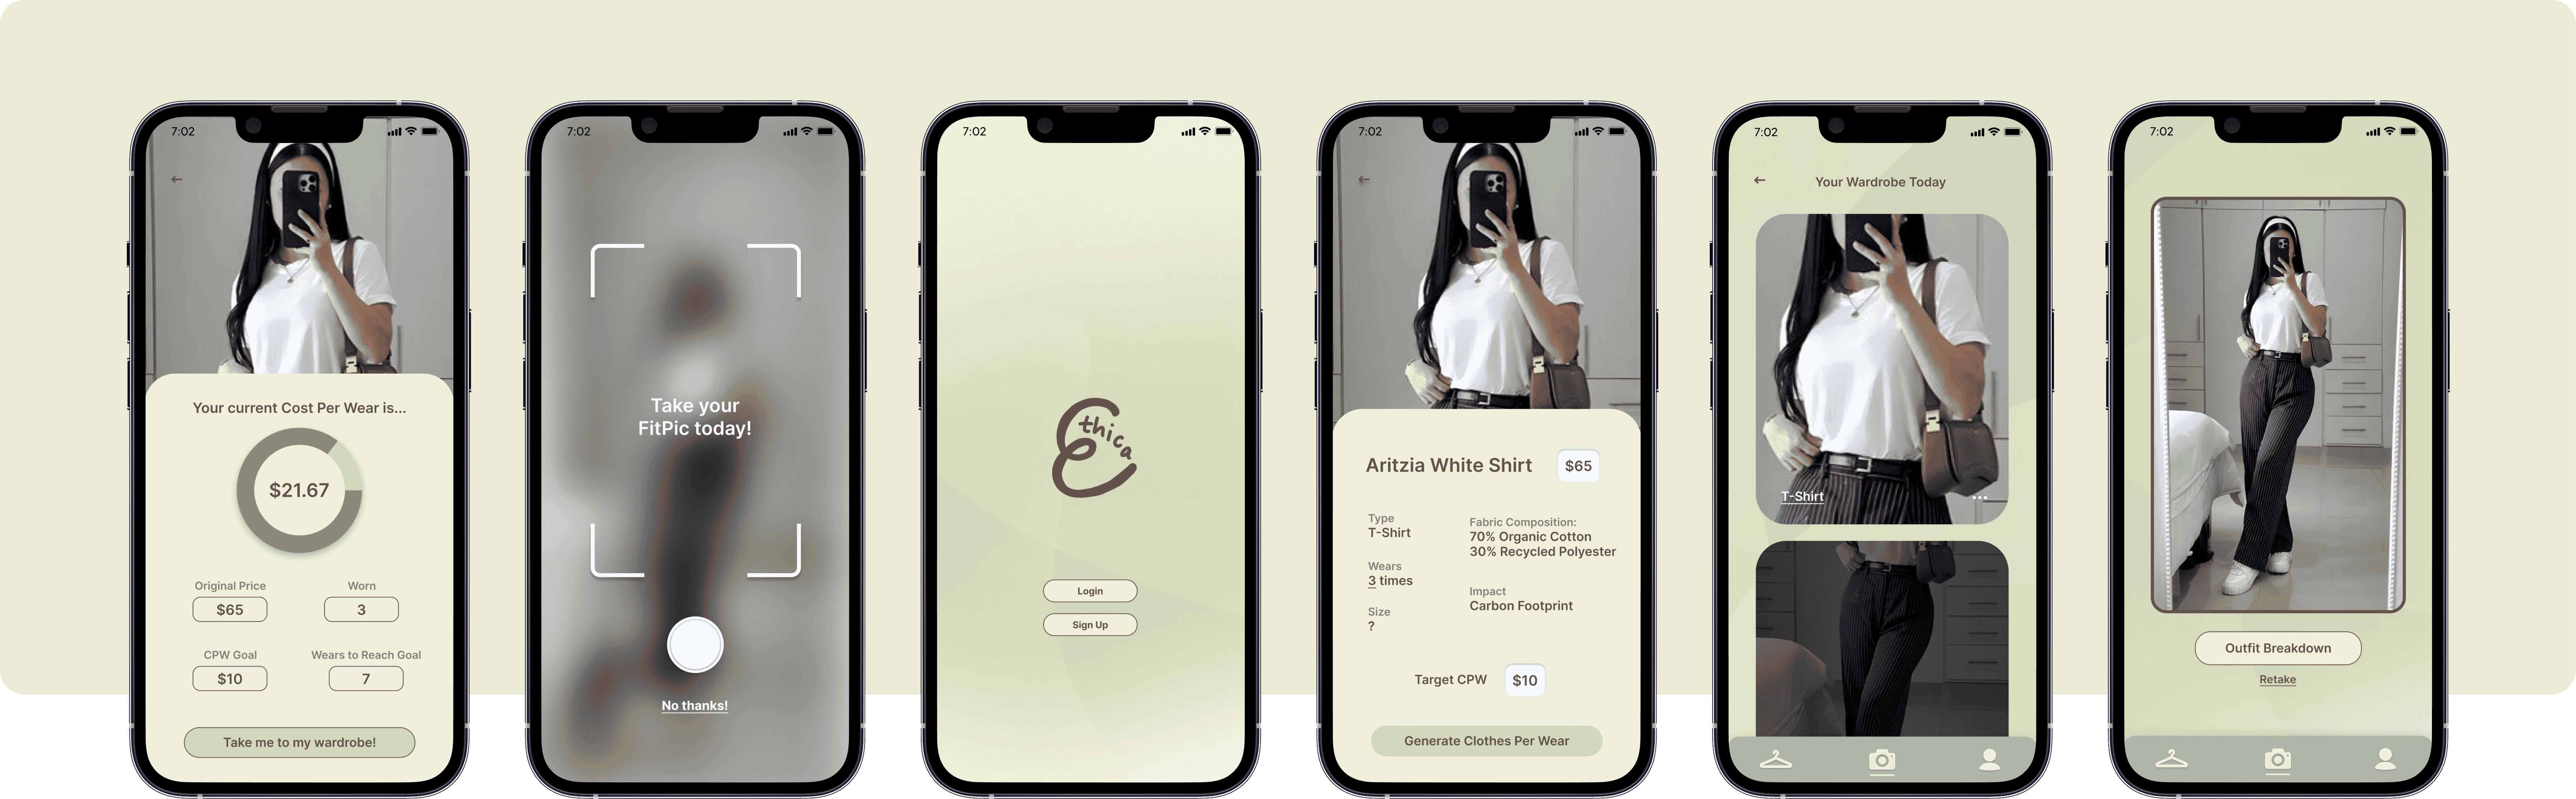 7:02
Your current Cost Per Wear is...
$21.67
Original Price
$65
Worn
3
CPW Goal
$10
Wears to Reach Goal
7
Take me to my wardrobe!
7:02
Take your
FitPic today!
No thanks!
7:02
Ethica
Login
Sign Up
7:02
Aritzia White Shirt
$65
Type
T-Shirt
Wears
3 times
Size
?
Fabric Composition:
70% Organic Cotton
30% Recycled Polyester
Impact
Carbon Footprint
Target CPW
$10
Generate Clothes Per Wear
7:02
Your Wardrobe Today
T-Shirt
7:02
Outfit Breakdown
Retake